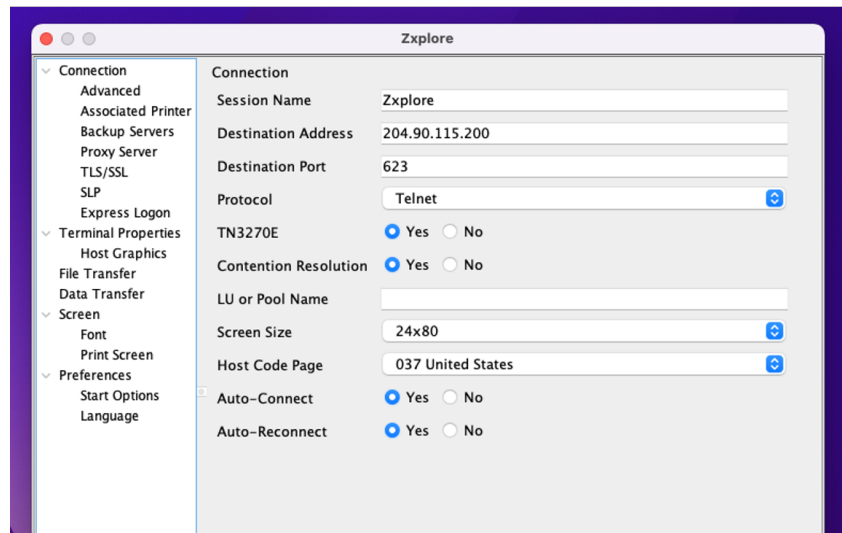 Zxplore
Connection
Advanced
Associated Printer
Backup Servers
Proxy Server
TLS/SSL
SLP
Express Logon
Terminal Properties
Host Graphics
File Transfer
Data Transfer
Screen
Font
Print Screen
Preferences
Start Options
Language
Connection
Session Name Zxplore
Destination Address 204.90.115.200
Destination Port 623
Protocol Telnet
TN3270E Yes No
Contention Resolution Yes No
LU or Pool Name
Screen Size 24x80
Host Code Page 037 United States
Auto-Connect Yes No
Auto-Reconnect Yes No